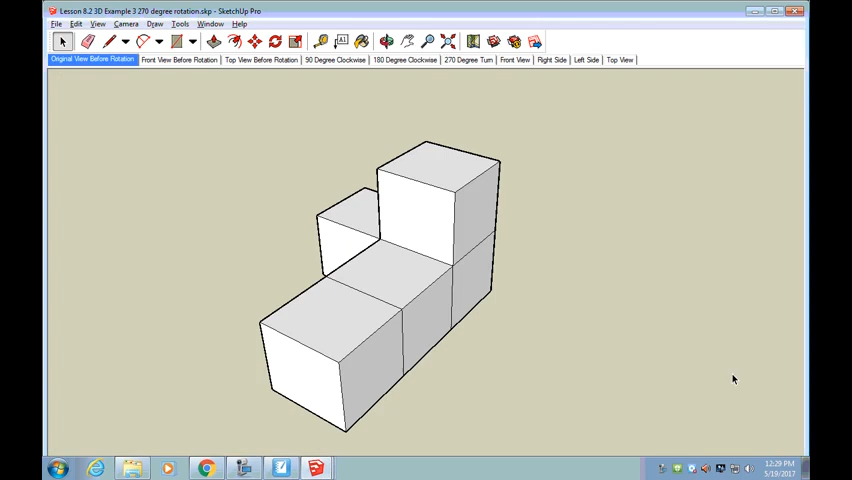 Lesson 8.2 3D Example 3 270 degree rotation.skp - SketchUp Pro
File Edit View Camera Draw Tools Window Help
A1
Original View Before Rotation Front View Before Rotation Top View Before Rotation 90 Degree Clockwise 180 Degree Clockwise 270 Degree Turn Front View Right Side Left Side Top View
12:29 PM
5/19/2017